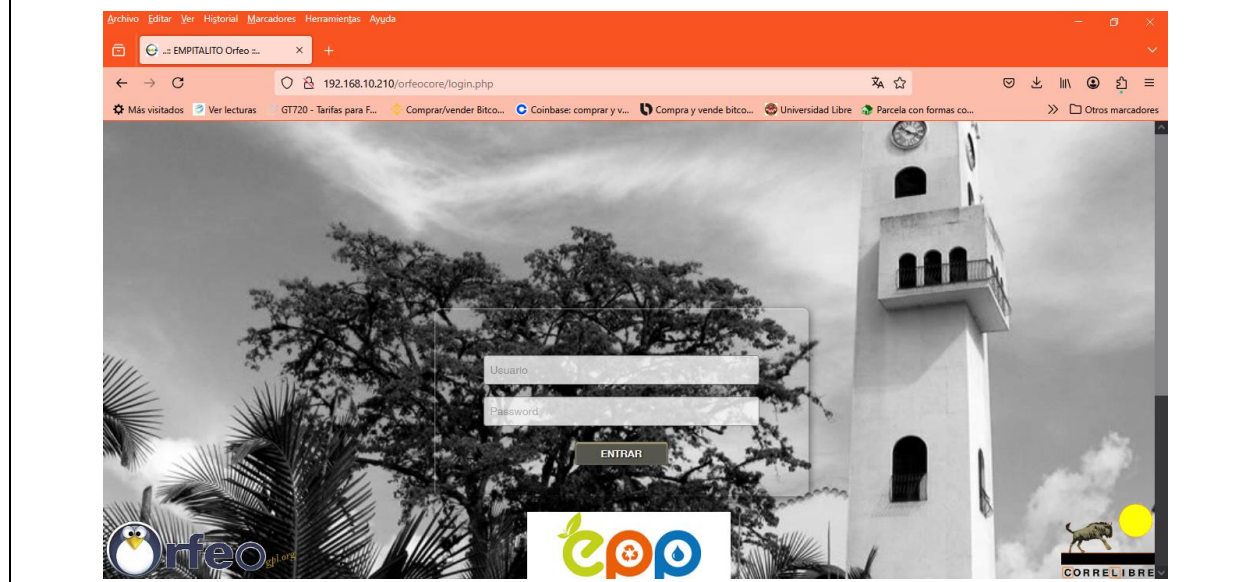 Archivo Editar Ver Historial Marcadores Herramientas Ayuda
..:: EMPITALITO Orfeo ::..
192.168.10.210/orfeocore/login.php
Más visitados Ver lecturas GT720 - Tarifas para F... Comprar/vender Bitco... Coinbase: comprar y v... Compra y vende bitco... Universidad Libre Parcela con formas co... Otros marcadores
Usuario
Password
ENTRAR
epp
Orfeo
gpl.org
CORRELIBRE